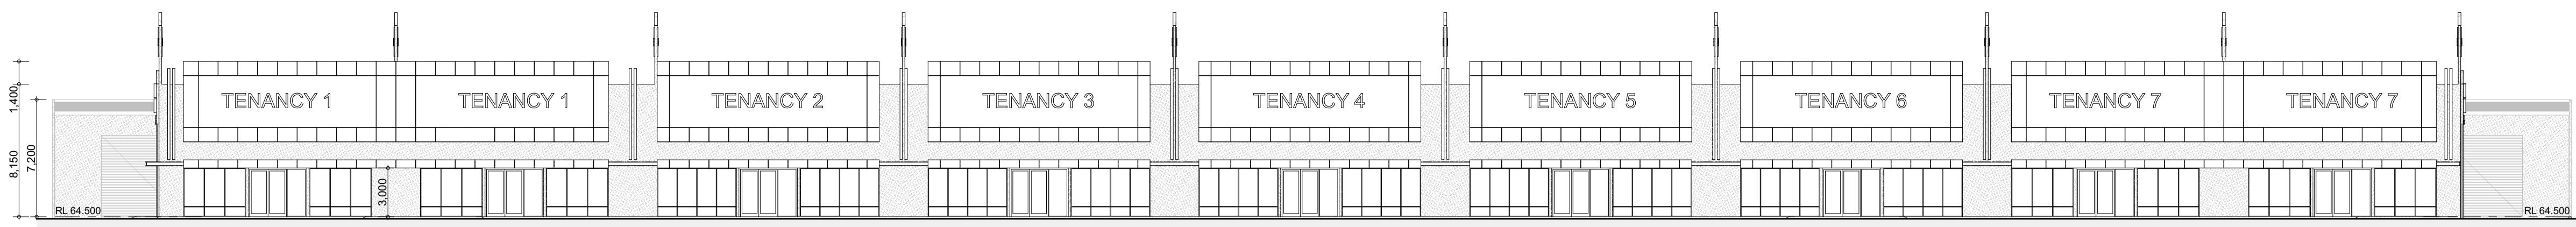 TENANCY 1
TENANCY 1
TENANCY 2
TENANCY 3
TENANCY 4
TENANCY 5
TENANCY 6
TENANCY 7
TENANCY 7
1,400
8,150
7,200
3,000
RL 64.500
RL 64.500